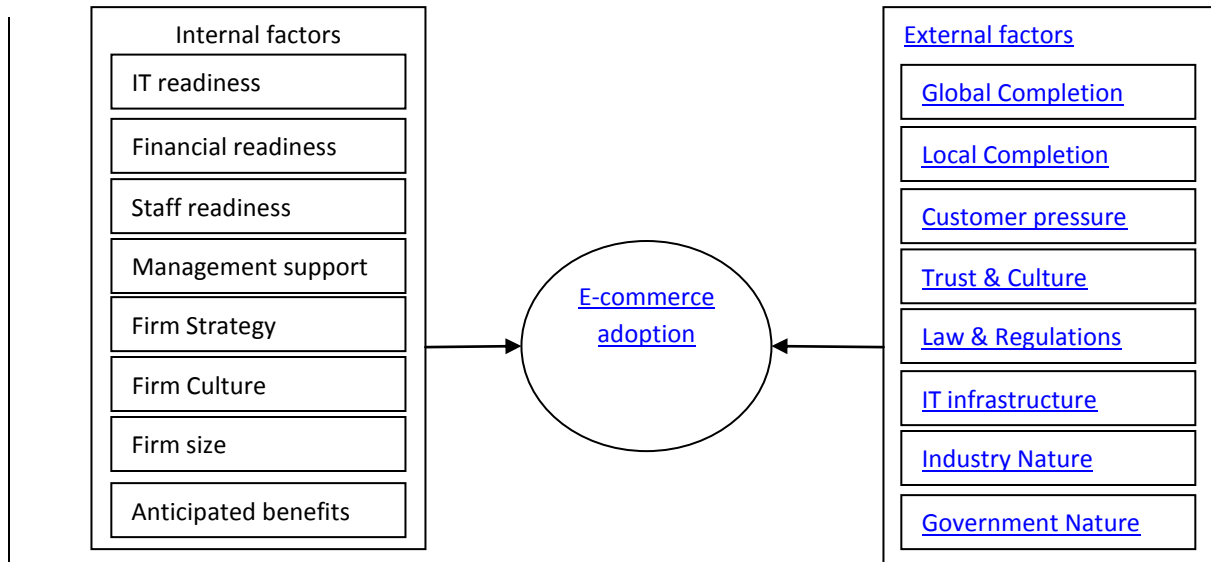 Internal factors
IT readiness
Financial readiness
Staff readiness
Management support
Firm Strategy
Firm Culture
Firm size
Anticipated benefits
E-commerce
adoption
External factors
Global Completion
Local Completion
Customer pressure
Trust & Culture
Law & Regulations
IT infrastructure
Industry Nature
Government Nature